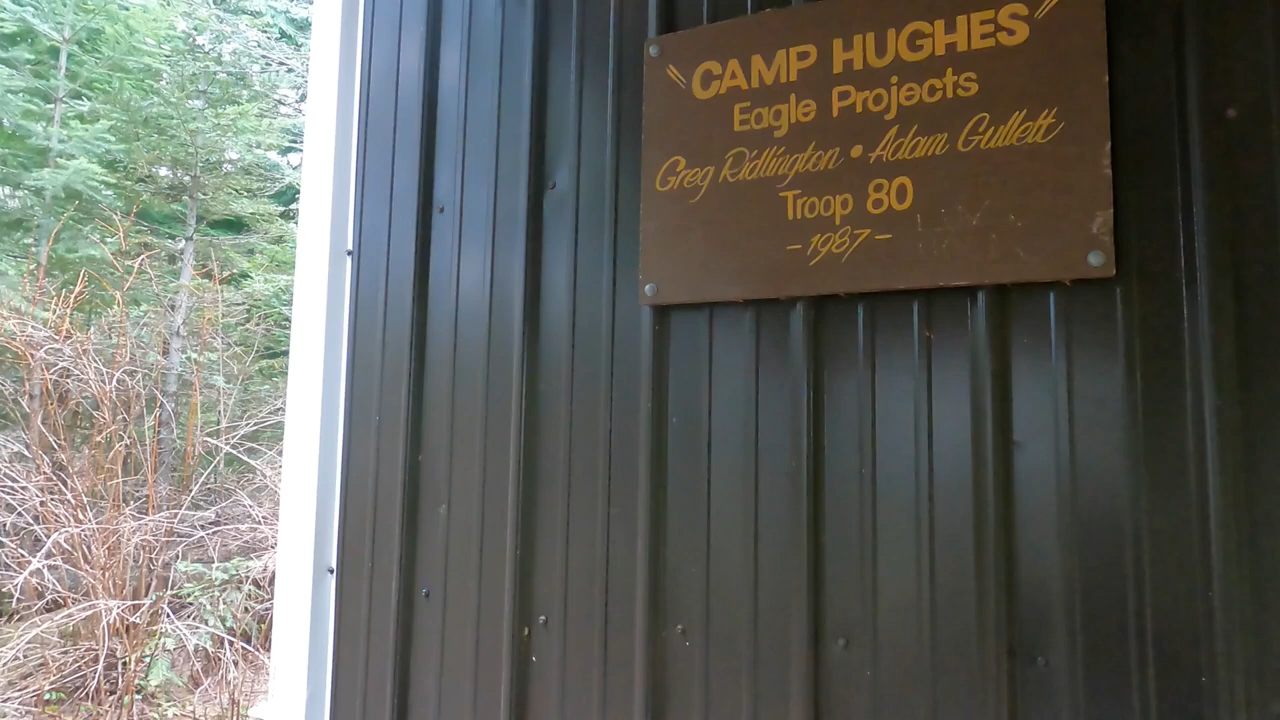 "CAMP HUGHES"
Eagle Projects
Greg Ridlington • Adam Gullett
Troop 80
- 1987 -